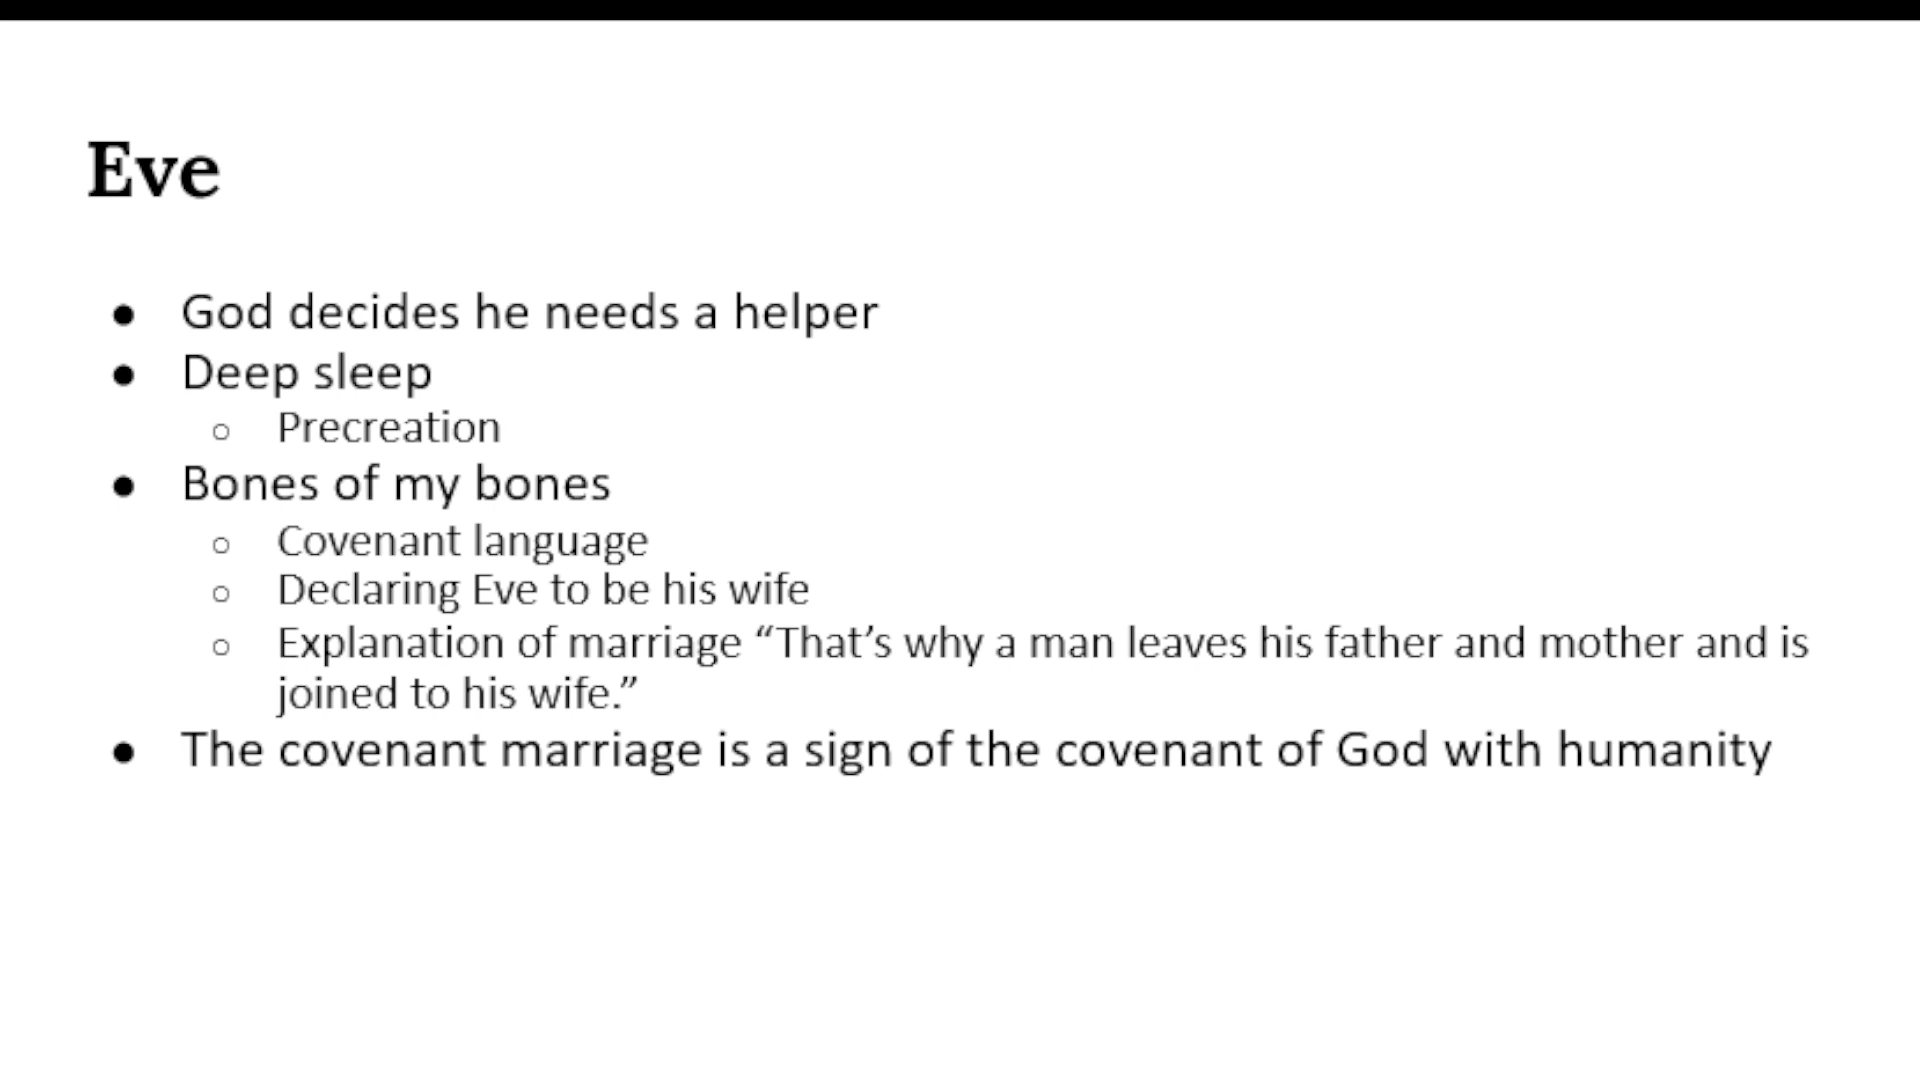 Eve
● God decides he needs a helper
● Deep sleep
○ Precreation
● Bones of my bones
○ Covenant language
○ Declaring Eve to be his wife
○ Explanation of marriage “That’s why a man leaves his father and mother and is
joined to his wife.”
● The covenant marriage is a sign of the covenant of God with humanity